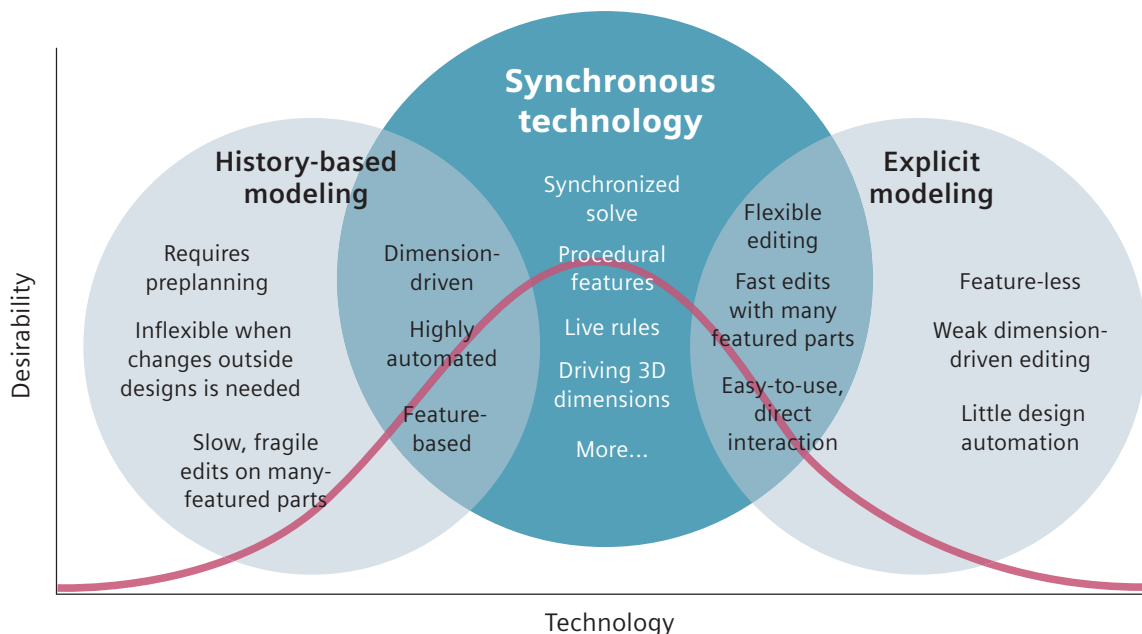 Synchronous
technology
History-based
modeling
Explicit
modeling
Synchronized
solve
Procedural
features
Live rules
Driving 3D
dimensions
More...
Requires
preplanning
Inflexible when
changes outside
designs is needed
Slow, fragile
edits on many-
featured parts
Dimension-
driven
Highly
automated
Feature-
based
Flexible
editing
Fast edits
with many
featured parts
Easy-to-use,
direct
interaction
Feature-less
Weak dimension-
driven editing
Little design
automation
Desirability
Technology